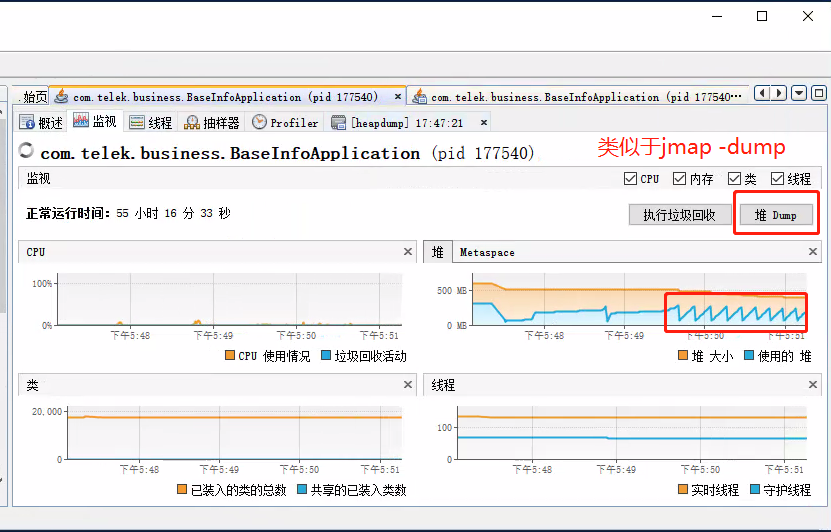 .始页 com.telek.business.BaseInfoApplication (pid 177540) × com.telek.business.BaseInfoApplication (pid 177540···
概述 监视 线程 抽样器 Profiler [heapdump] 17:47:21 ×
com.telek.business.BaseInfoApplication (pid 177540)
类似于jmap -dump
监视 CPU 内存 类 线程
正常运行时间: 55 小时 16 分 33 秒
执行垃圾回收 堆 Dump
CPU ×
100%
0%
下午5:48 下午5:49 下午5:50 下午5:51
CPU 使用情况 垃圾回收活动
堆 Metaspace ×
500 MB
0 MB
下午5:48 下午5:49 下午5:50 下午5:51
堆 大小 使用的 堆
类 ×
20,000
0
下午5:48 下午5:49 下午5:50 下午5:51
已装入的类的总数 共享的已装入类数
线程 ×
100
0
下午5:48 下午5:49 下午5:50 下午5:51
实时线程 守护线程